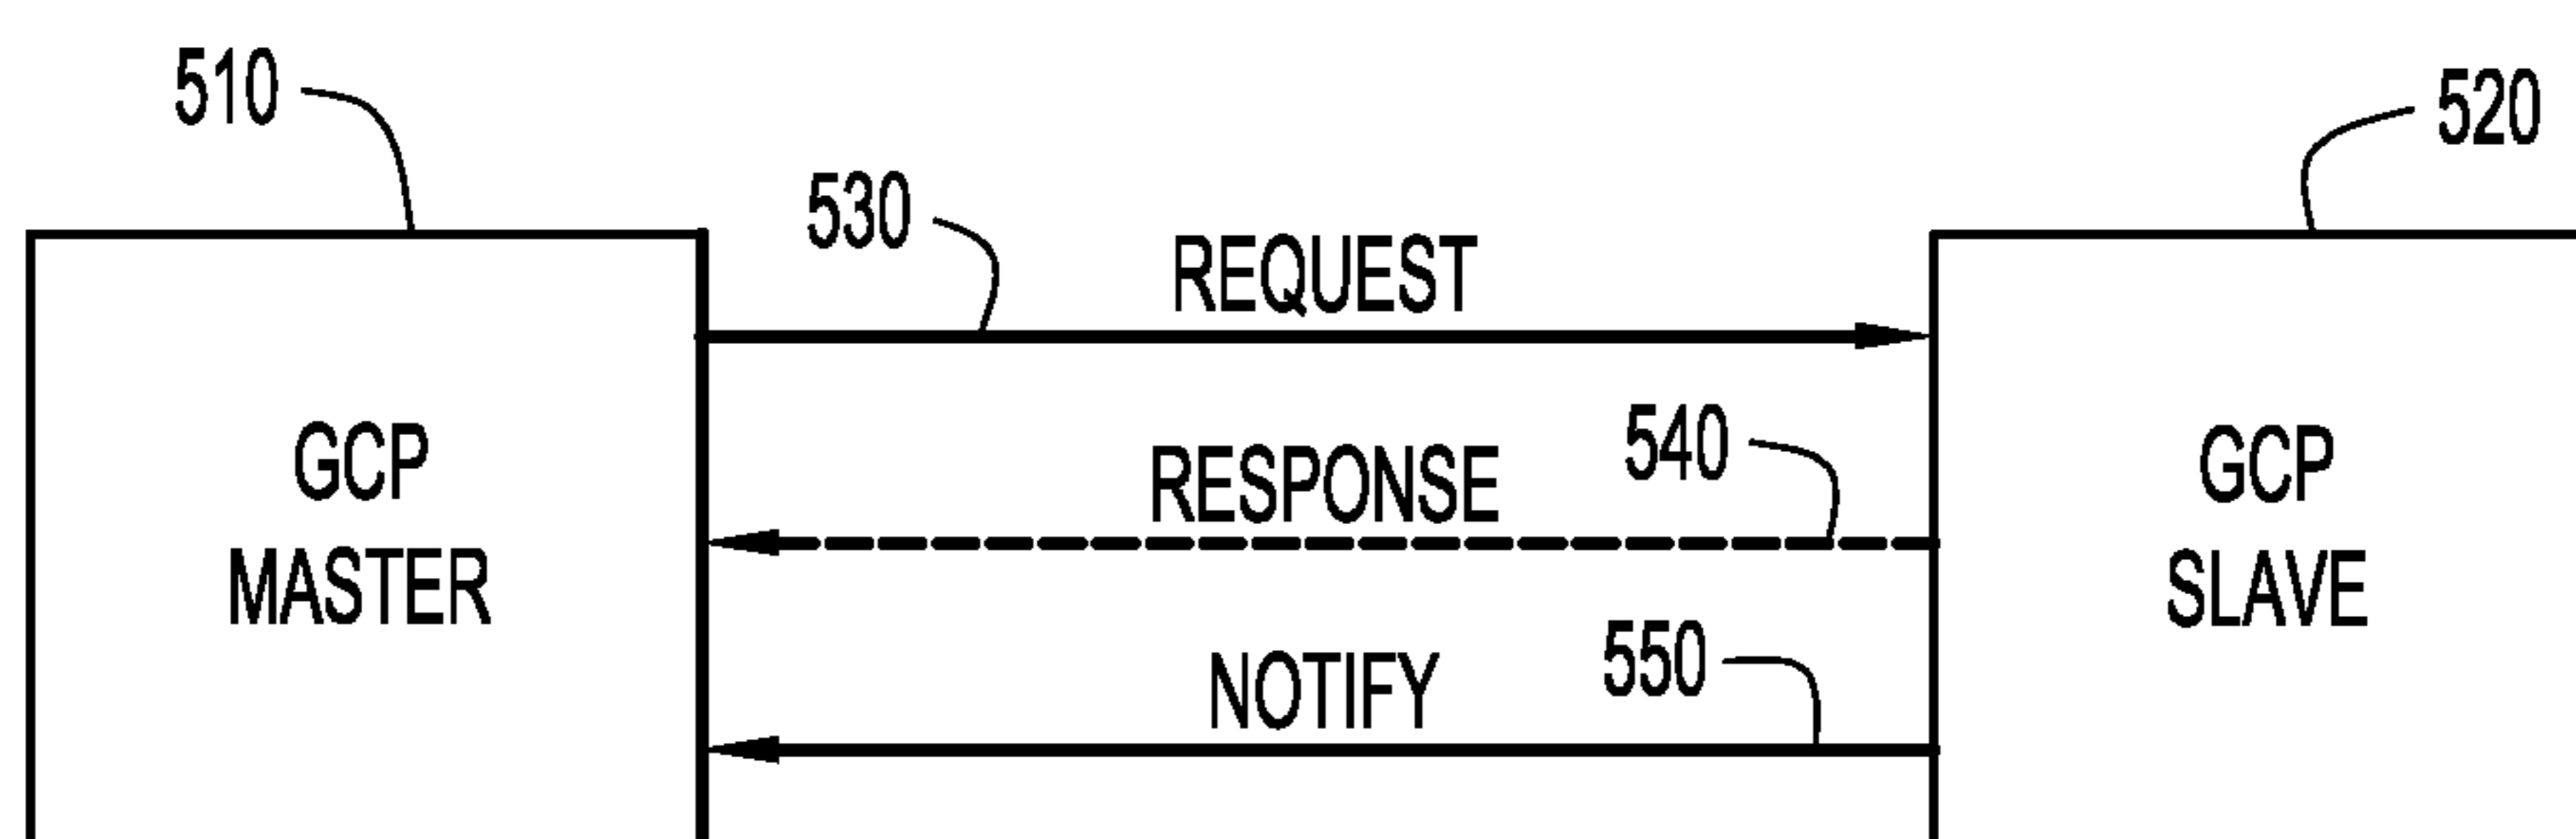 510
520
530
REQUEST
GCP
MASTER
RESPONSE
540
GCP
SLAVE
NOTIFY
550